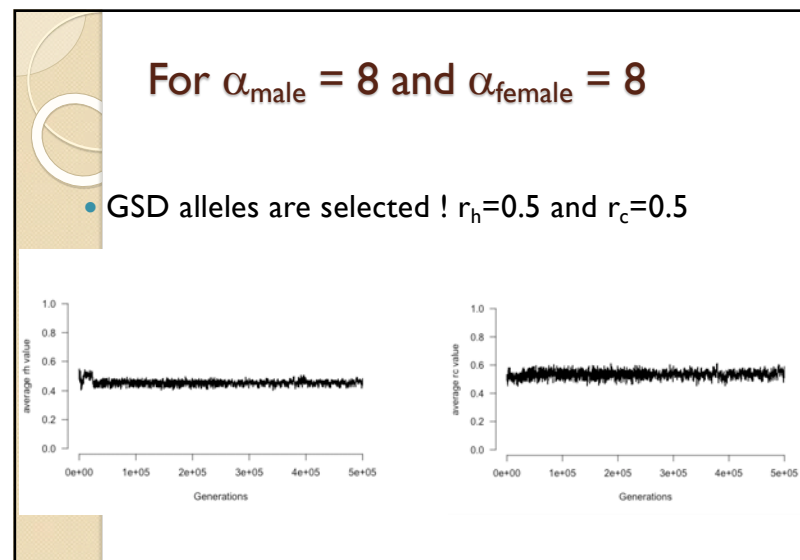 For αmale = 8 and αfemale = 8
• GSD alleles are selected ! rh=0.5 and rc=0.5
average rh value
1.0
0.8
0.6
0.4
0.2
0.0
0e+00 1e+05 2e+05 3e+05 4e+05 5e+05
Generations
average rc value
1.0
0.8
0.6
0.4
0.2
0.0
0e+00 1e+05 2e+05 3e+05 4e+05 5e+05
Generations